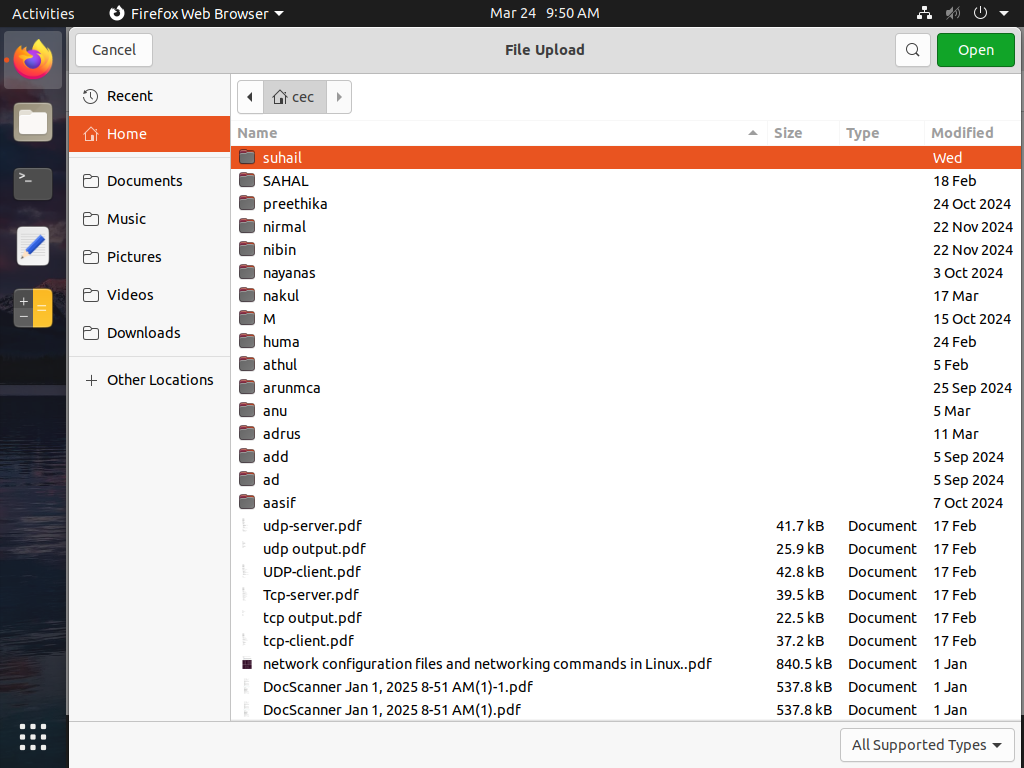 Activities Firefox Web Browser Mar 24 9:50 AM
Cancel File Upload Open
Recent
Home
Documents
Music
Pictures
Videos
Downloads
Other Locations
cec
Name Size Type Modified
suhail Wed
SAHAL 18 Feb
preethika 24 Oct 2024
nirmal 22 Nov 2024
nibin 22 Nov 2024
nayanas 3 Oct 2024
nakul 17 Mar
M 15 Oct 2024
huma 24 Feb
athul 5 Feb
arunmca 25 Sep 2024
anu 5 Mar
adrus 11 Mar
add 5 Sep 2024
ad 5 Sep 2024
aasif 7 Oct 2024
udp-server.pdf 41.7 kB Document 17 Feb
udp output.pdf 25.9 kB Document 17 Feb
UDP-client.pdf 42.8 kB Document 17 Feb
Tcp-server.pdf 39.5 kB Document 17 Feb
tcp output.pdf 22.5 kB Document 17 Feb
tcp-client.pdf 37.2 kB Document 17 Feb
network configuration files and networking commands in Linux..pdf 840.5 kB Document 1 Jan
DocScanner Jan 1, 2025 8-51 AM(1)-1.pdf 537.8 kB Document 1 Jan
DocScanner Jan 1, 2025 8-51 AM(1).pdf 537.8 kB Document 1 Jan
All Supported Types